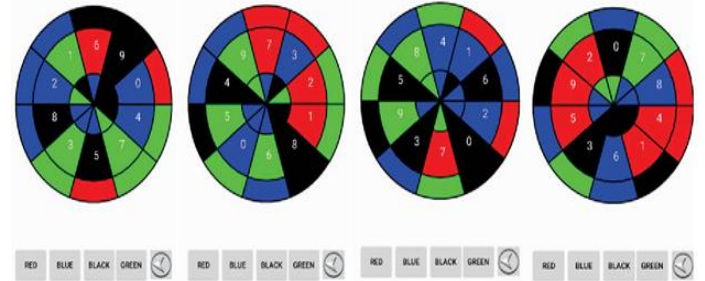 6 9 0 4 7 5 3 8 2 1
7 3 2 1 8 6 0 5 4 9
4 1 6 2 0 7 3 9 5 8
0 7 8 4 1 6 3 5 9 2
RED BLUE BLACK GREEN
RED BLUE BLACK GREEN
RED BLUE BLACK GREEN
RED BLUE BLACK GREEN